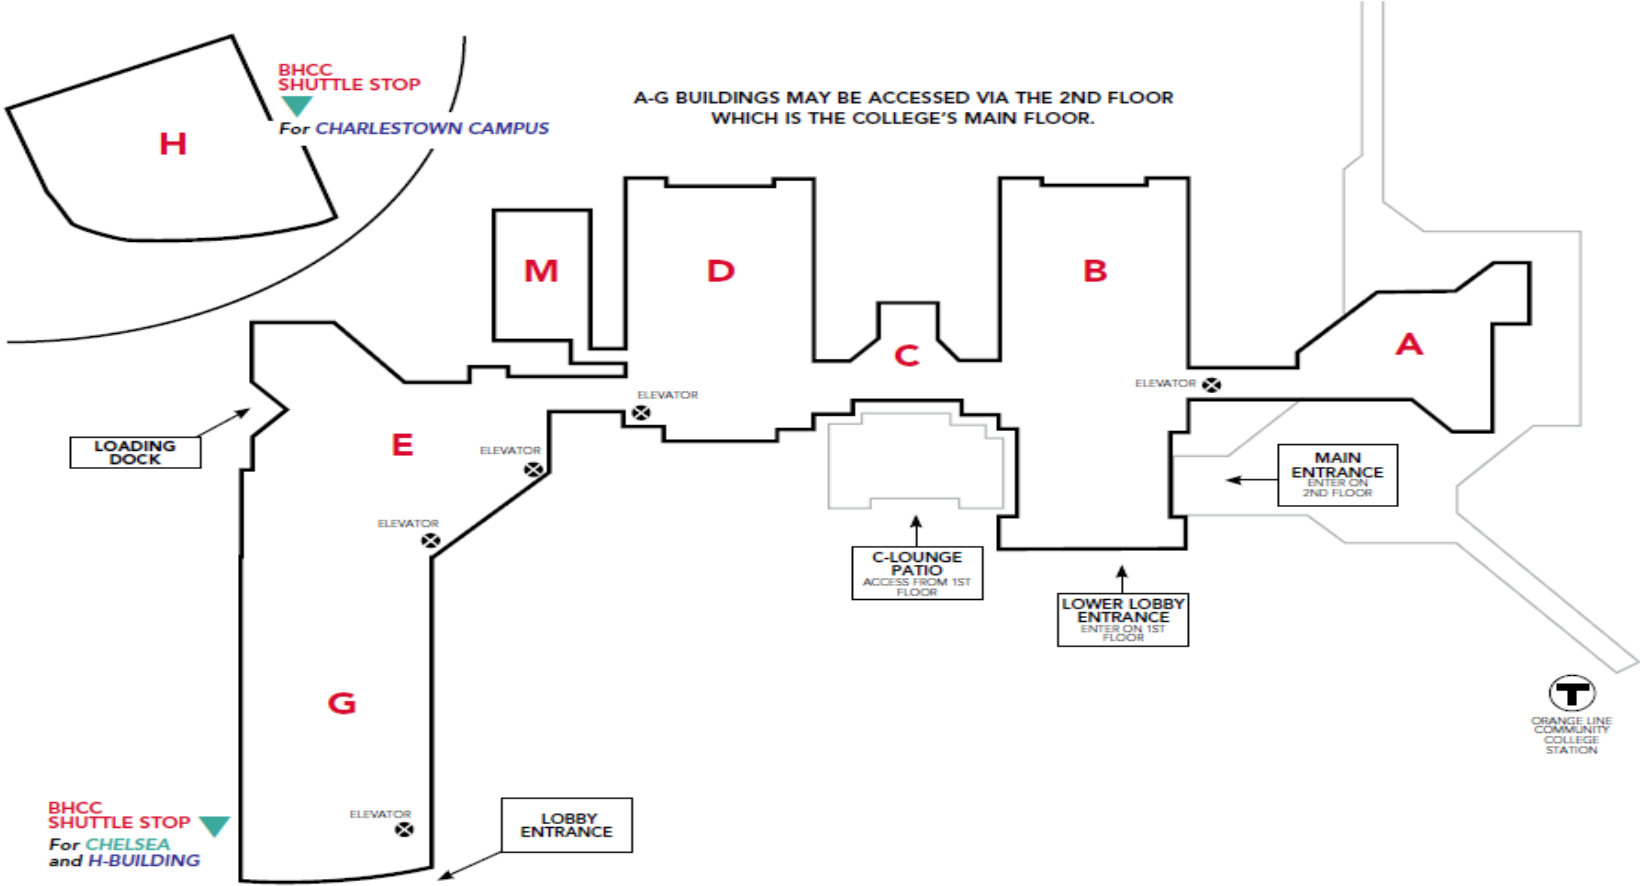 BHCC
SHUTTLE STOP
For CHARLESTOWN CAMPUS
H
A-G BUILDINGS MAY BE ACCESSED VIA THE 2ND FLOOR
WHICH IS THE COLLEGE'S MAIN FLOOR.
M
D
B
C
A
ELEVATOR
ELEVATOR
LOADING
DOCK
E
ELEVATOR
ELEVATOR
MAIN
ENTRANCE
ENTER ON
2ND FLOOR
C-LOUNGE
PATIO
ACCESS FROM 1ST
FLOOR
LOWER LOBBY
ENTRANCE
ENTER ON 1ST
FLOOR
G
T
ORANGE LINE
COMMUNITY
COLLEGE
STATION
BHCC
SHUTTLE STOP
For CHELSEA
and H-BUILDING
ELEVATOR
LOBBY
ENTRANCE